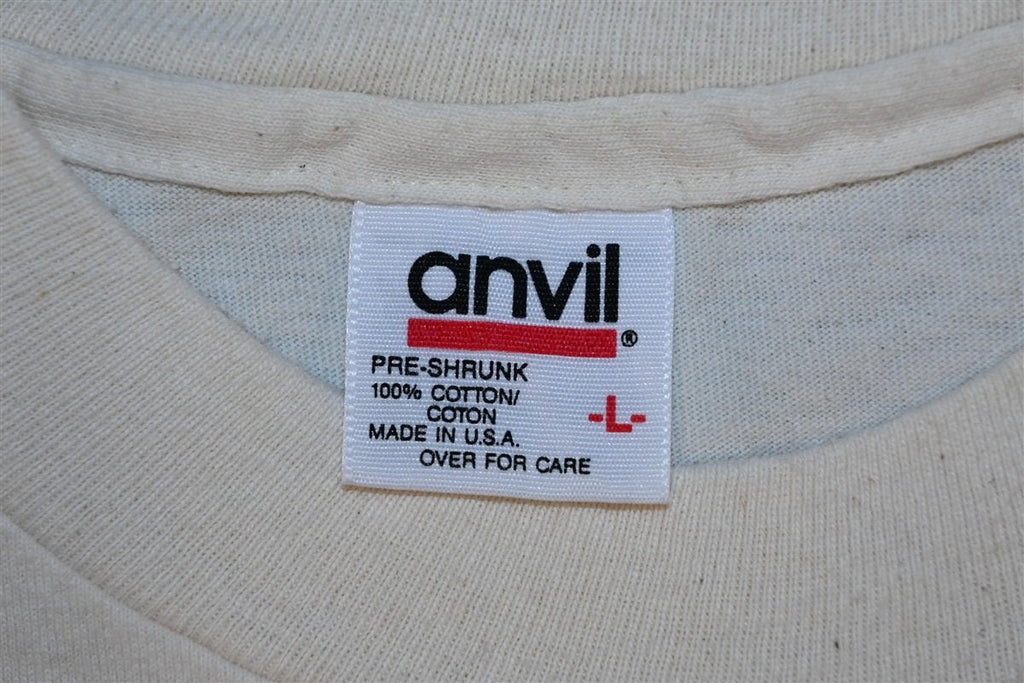 anvil®
PRE-SHRUNK
100% COTTON/
COTON
-L-
MADE IN U.S.A.
OVER FOR CARE